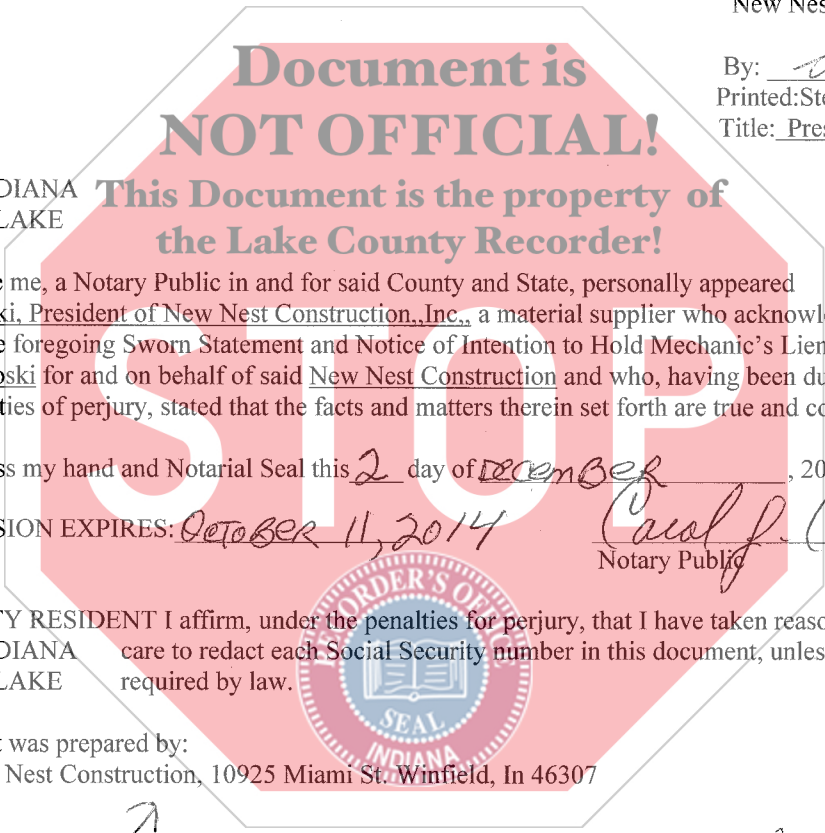 New Nes
By:
Printed:Ste
Title: Pres
Document is
NOT OFFICIAL!
This Document is the property of
the Lake County Recorder!
STOP
DIANA
LAKE
e me, a Notary Public in and for said County and State, personally appeared
ki, President of New Nest Construction,,Inc,, a material supplier who acknowl
e foregoing Sworn Statement and Notice of Intention to Hold Mechanic's Lien
oski for and on behalf of said New Nest Construction and who, having been du
ties of perjury, stated that the facts and matters therein set forth are true and co
ss my hand and Notarial Seal this 2 day of December, 20
SION EXPIRES: October 11, 2014
Carol J. C
Notary Public
TY RESIDENT I affirm, under the penalties for perjury, that I have taken reaso
DIANA care to redact each Social Security number in this document, unles
LAKE required by law.
RECORDER'S OFFICE
SEAL
INDIANA
t was prepared by:
Nest Construction, 10925 Miami St. Winfield, In 46307